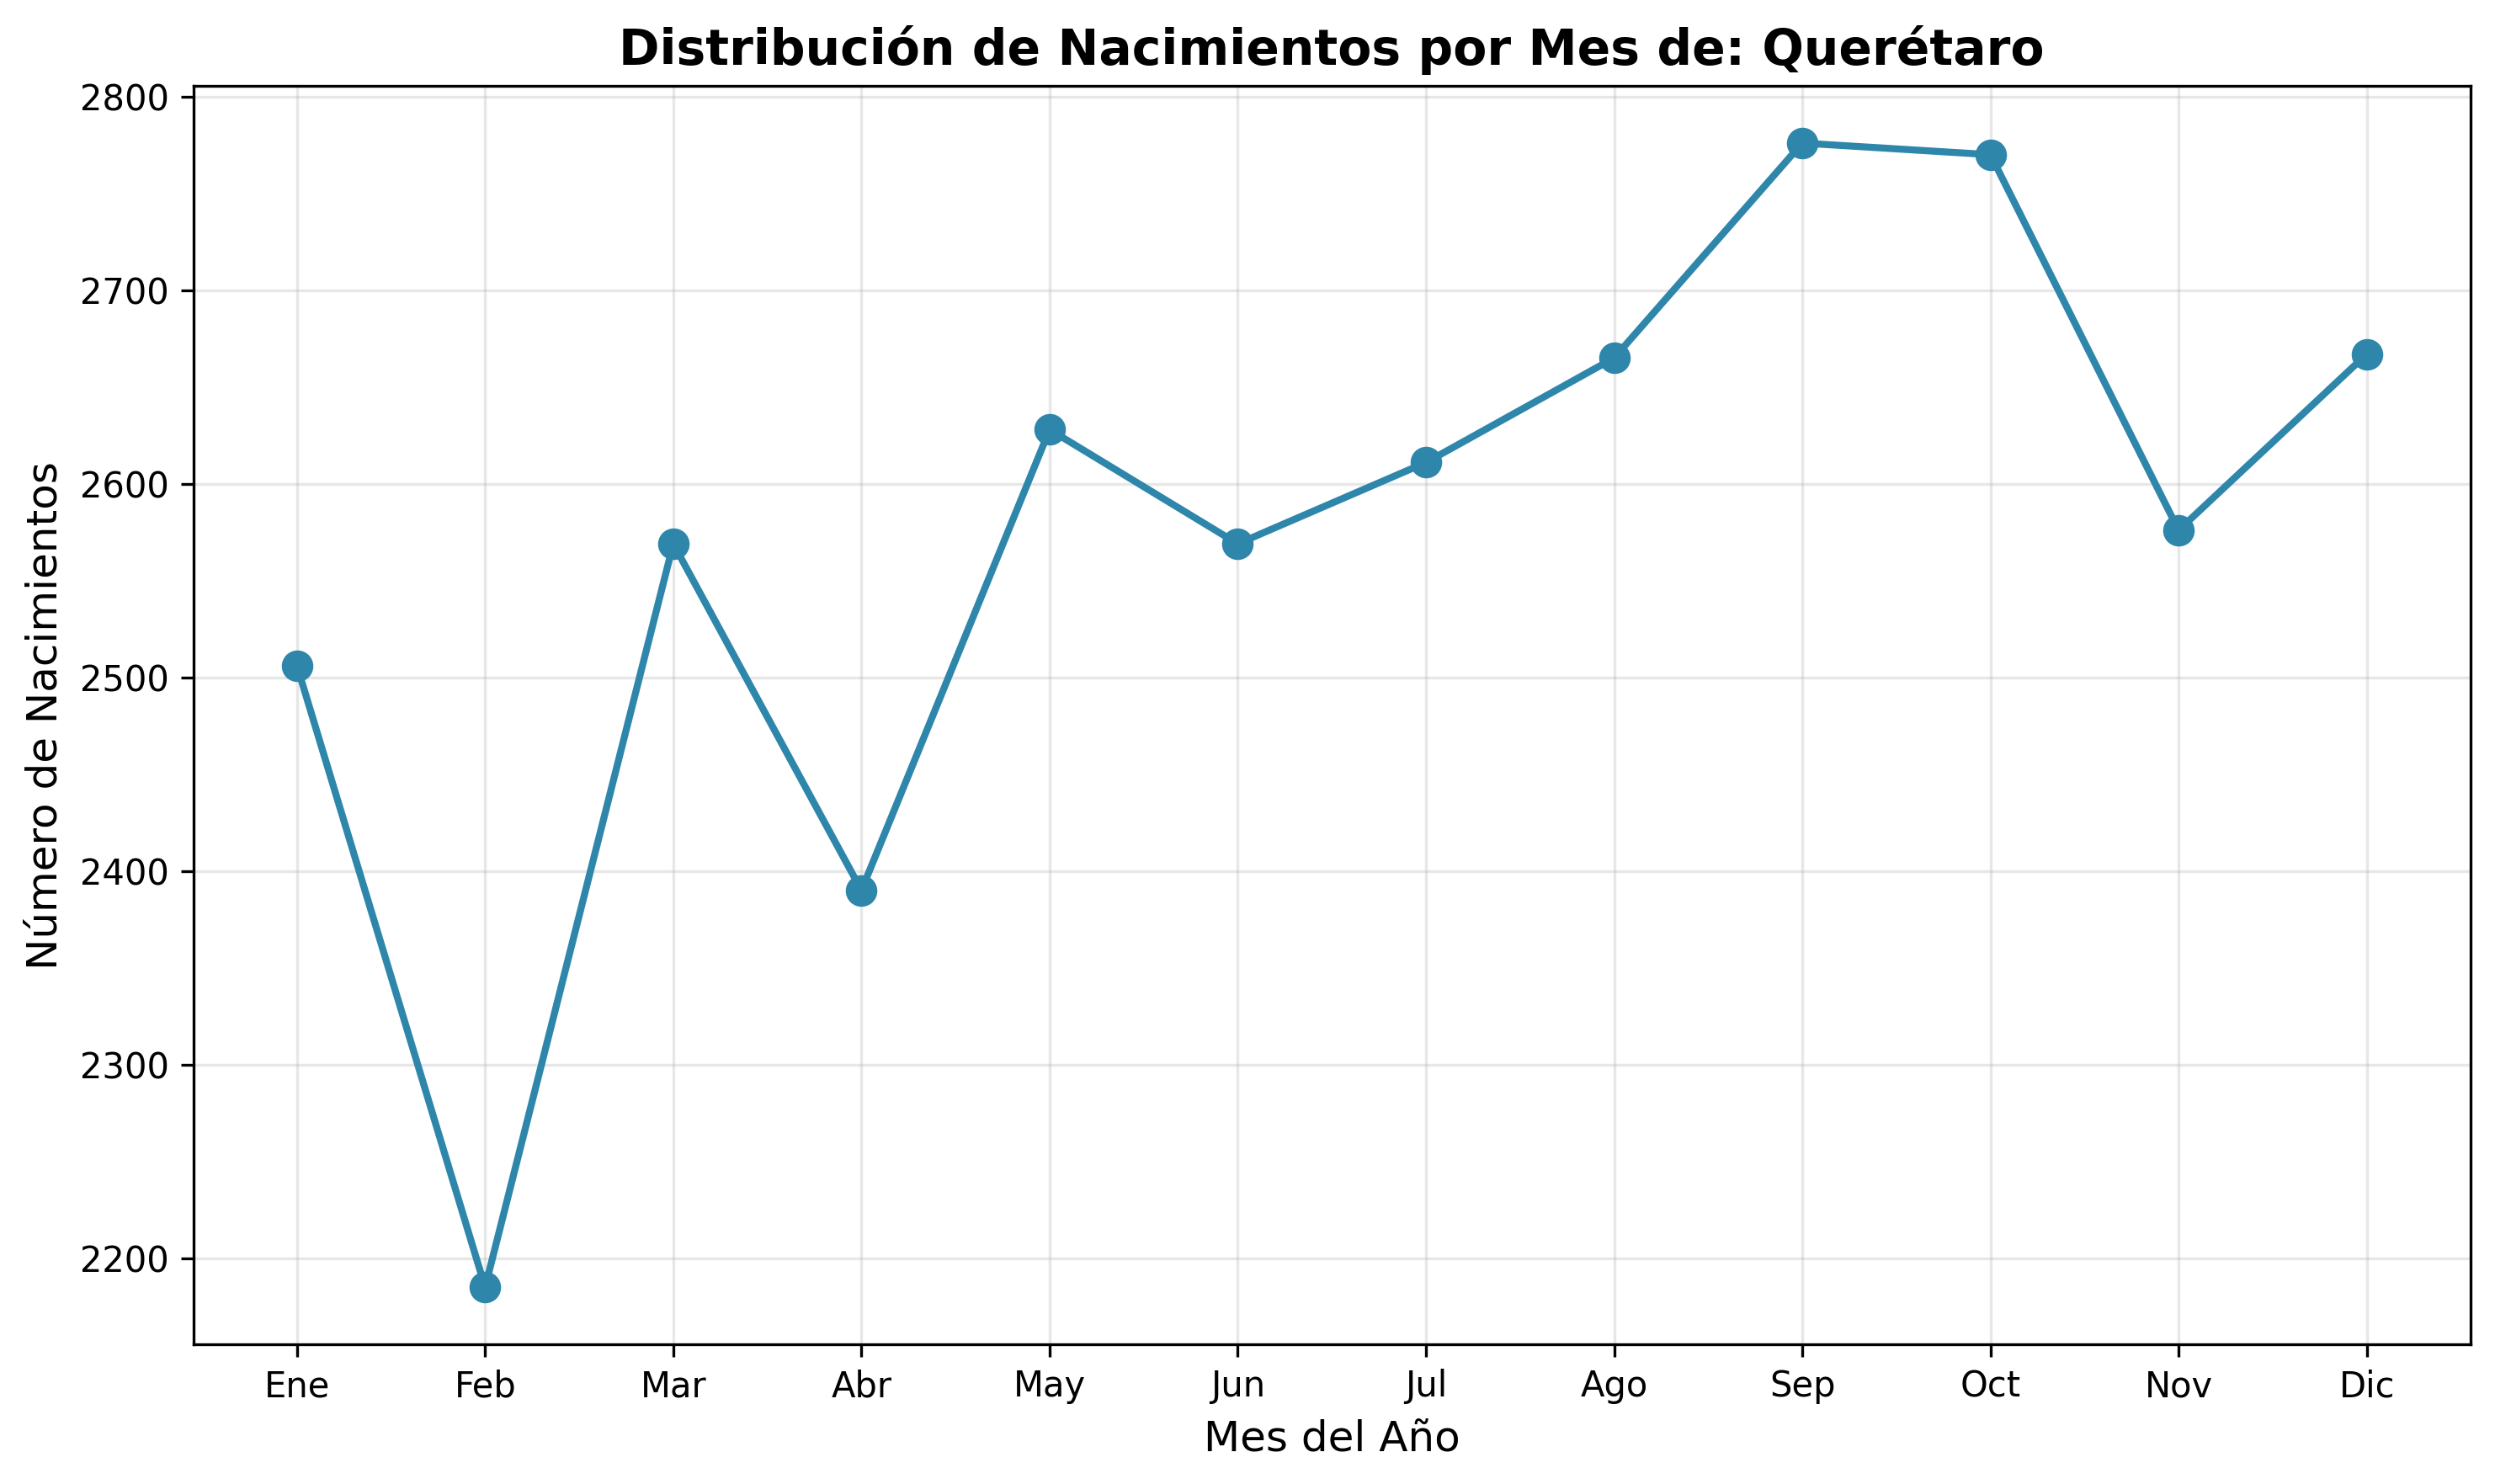 Distribución de Nacimientos por Mes de: Querétaro
2800
2700
2600
2500
2400
2300
2200
Número de Nacimientos
Ene Feb Mar Abr May Jun Jul Ago Sep Oct Nov Dic
Mes del Año